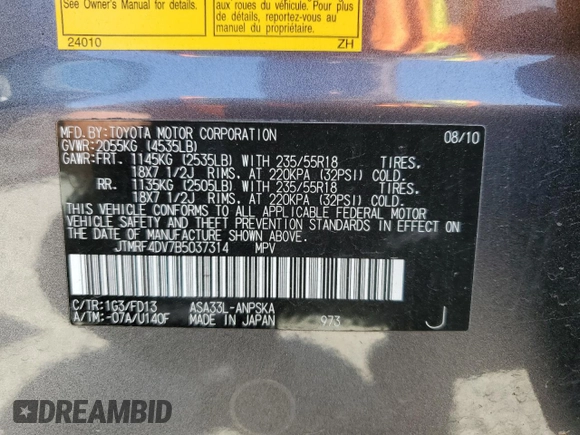 See Owner's Manual for details.
24010
aux roues du véhicule. Pour
plus de détails, reportez-vous au
manuel du propriétaire.
ZH
MFD.BY:TOYOTA MOTOR CORPORATION 08/10
GVWR:2055KG (4535LB)
GAWR:FRT. 1145KG (2535LB) WITH 235/55R18 TIRES.
18X7 1/2J RIMS. AT 220KPA (32PSI) COLD.
RR. 1135KG (2505LB) WITH 235/55R18 TIRES.
18X7 1/2J RIMS. AT 220KPA (32PSI) COLD.
THIS VEHICLE CONFORMS TO ALL APPLICABLE FEDERAL MOTOR
VEHICLE SAFETY AND THEFT PREVENTION STANDARDS IN EFFECT ON
THE DATE OF MANUFACTURE SHOWN ABOVE.
JTMRF4DV7B5037314 MPV
C/TR:1G3/FD13 ASA33L-ANPSKA
A/TM:-07A/U140F MADE IN JAPAN 973 J
DREAMBID